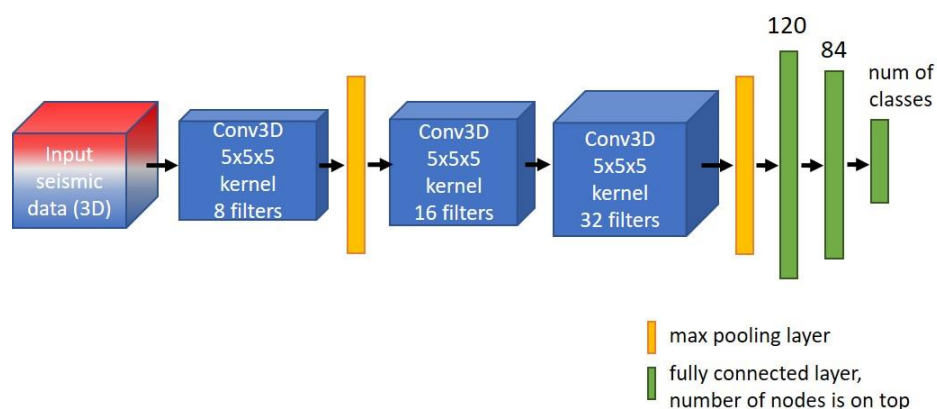 Input
seismic
data (3D)
Conv3D
5x5x5
kernel
8 filters
Conv3D
5x5x5
kernel
16 filters
Conv3D
5x5x5
kernel
32 filters
120
84
num of
classes
max pooling layer
fully connected layer,
number of nodes is on top